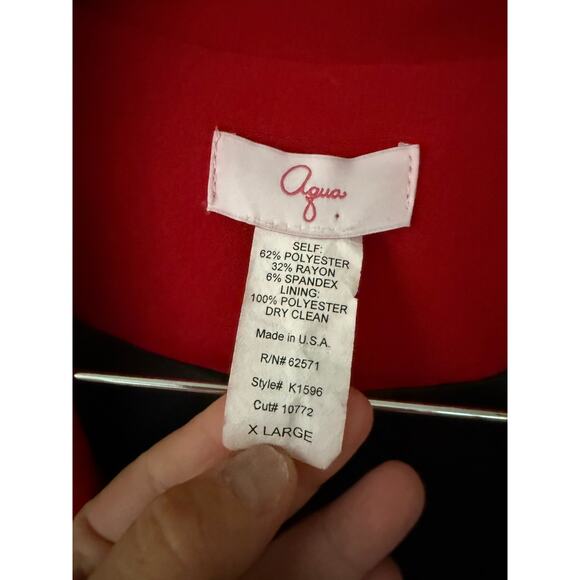 Aqua
SELF:
62% POLYESTER
32% RAYON
6% SPANDEX
LINING:
100% POLYESTER
DRY CLEAN
Made in U.S.A.
R/N# 62571
Style# K1596
Cut# 10772
X LARGE